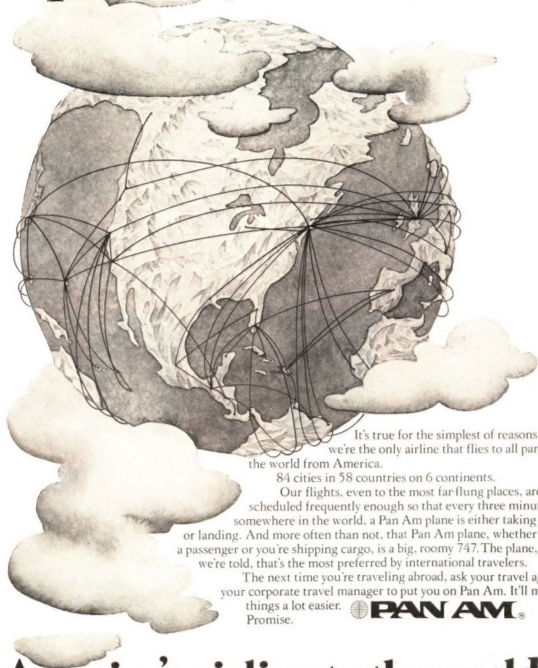 It's true for the simplest of reasons
we're the only airline that flies to all
the world from America.
84 cities in 58 countries on 6 continents.
Our flights, even to the most far-flung places,
scheduled frequently enough so that every three
somewhere in the world, a Pan Am plane is either taking
or landing. And more often than not, that Pan Am plane, whether
a passenger or you're shipping cargo, is a big, roomy 747. The plane,
we're told, that's the most preferred by international travelers.
The next time you're traveling abroad, ask your travel
your corporate travel manager to put you on Pan Am. It'll
things a lot easier. PAN AM®
Promise.